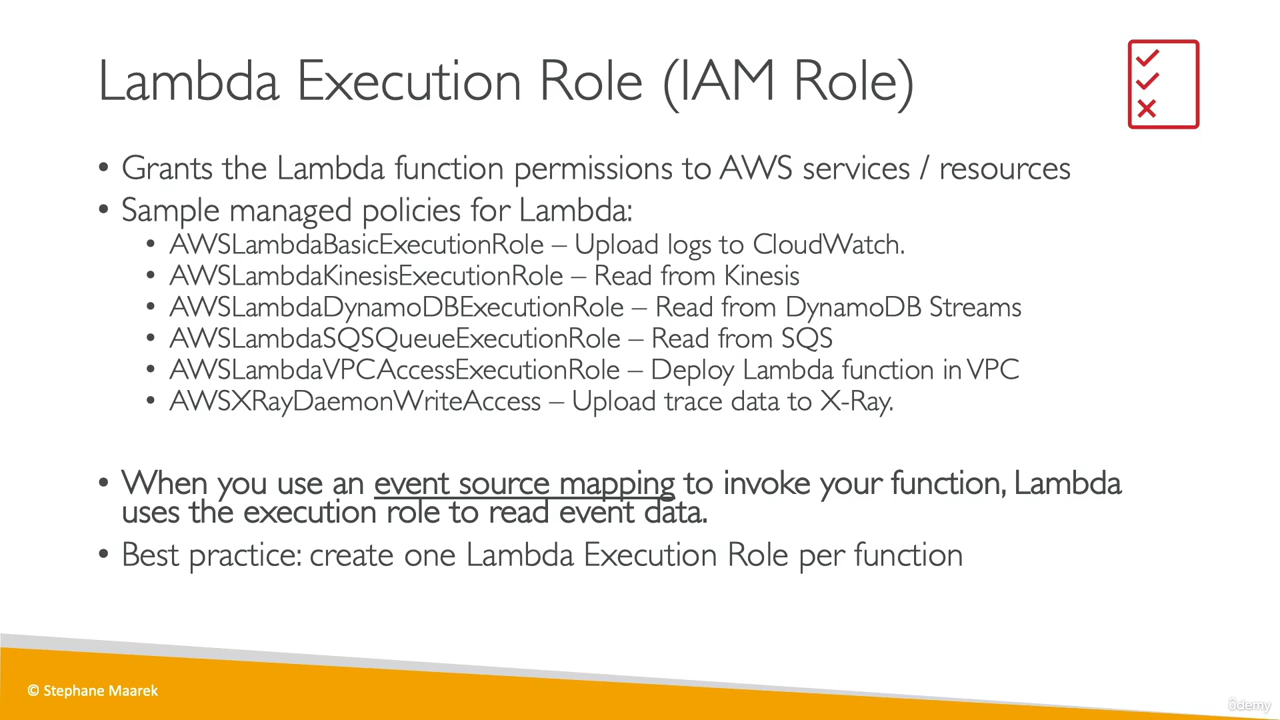 Lambda Execution Role (IAM Role)
• Grants the Lambda function permissions to AWS services / resources
• Sample managed policies for Lambda:
• AWSLambdaBasicExecutionRole – Upload logs to CloudWatch.
• AWSLambdaKinesisExecutionRole – Read from Kinesis
• AWSLambdaDynamoDBExecutionRole – Read from DynamoDB Streams
• AWSLambdaSQSQueueExecutionRole – Read from SQS
• AWSLambdaVPCAccessExecutionRole – Deploy Lambda function in VPC
• AWSXRayDaemonWriteAccess – Upload trace data to X-Ray.
• When you use an event source mapping to invoke your function, Lambda
uses the execution role to read event data.
• Best practice: create one Lambda Execution Role per function
© Stephane Maarek
ûdemy